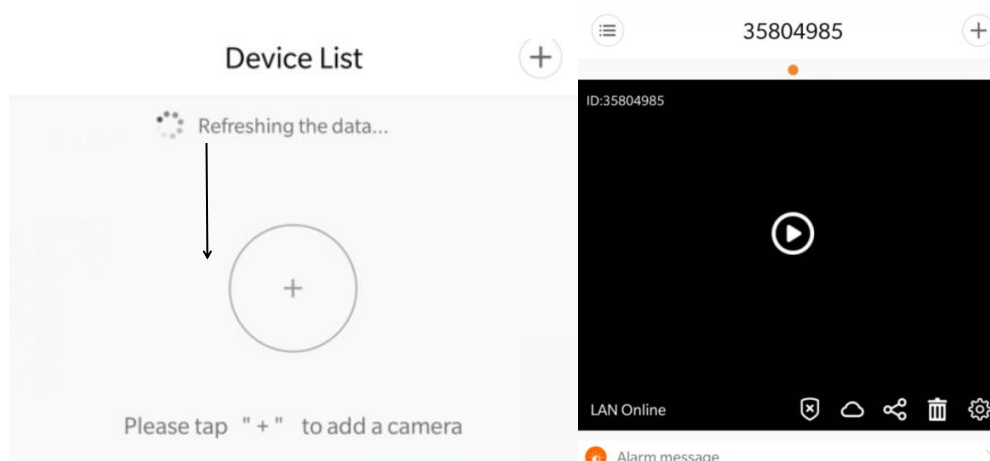 Device List
Refreshing the data...
Please tap "+" to add a camera
35804985
ID:35804985
LAN Online
Alarm message